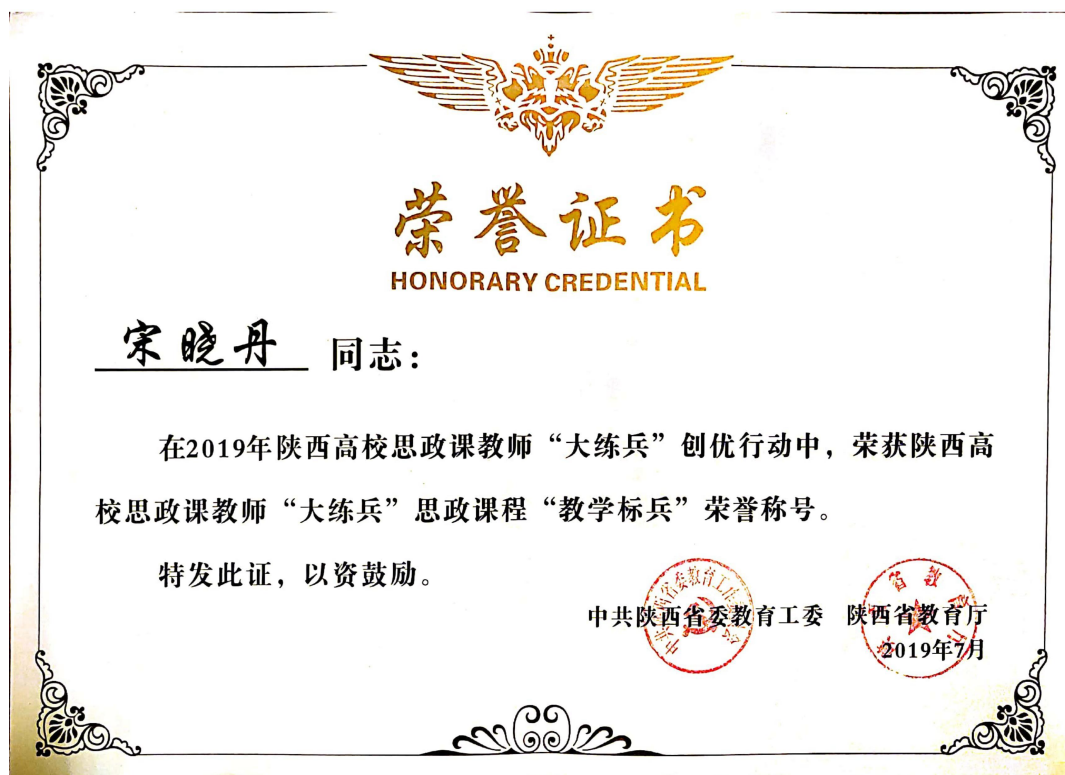 荣誉证书
HONORARY CREDENTIAL
宋晓丹 同志：
在2019年陕西高校思政课教师“大练兵”创优行动中，荣获陕西高
校思政课教师“大练兵”思政课程“教学标兵”荣誉称号。
特发此证，以资鼓励。
中共陕西省委教育工委 陕西省教育厅
2019年7月